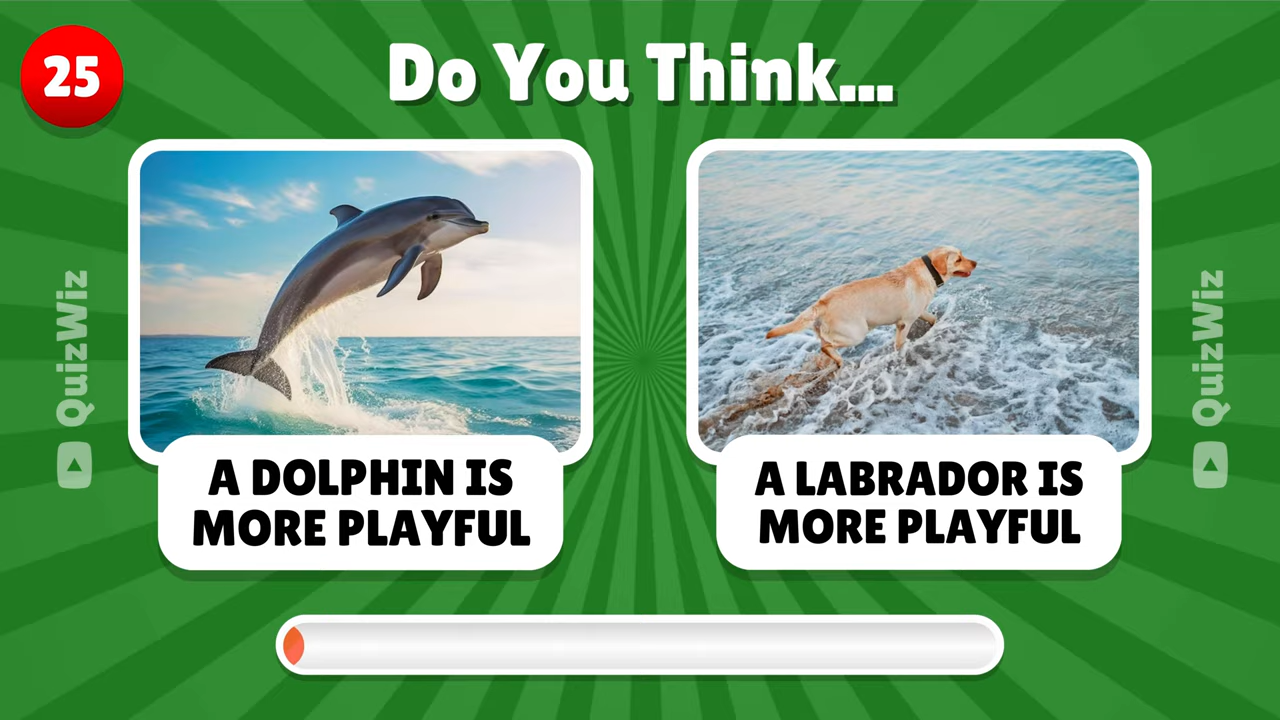 25
Do You Think...
A DOLPHIN IS
MORE PLAYFUL
A LABRADOR IS
MORE PLAYFUL
QuizWiz
QuizWiz